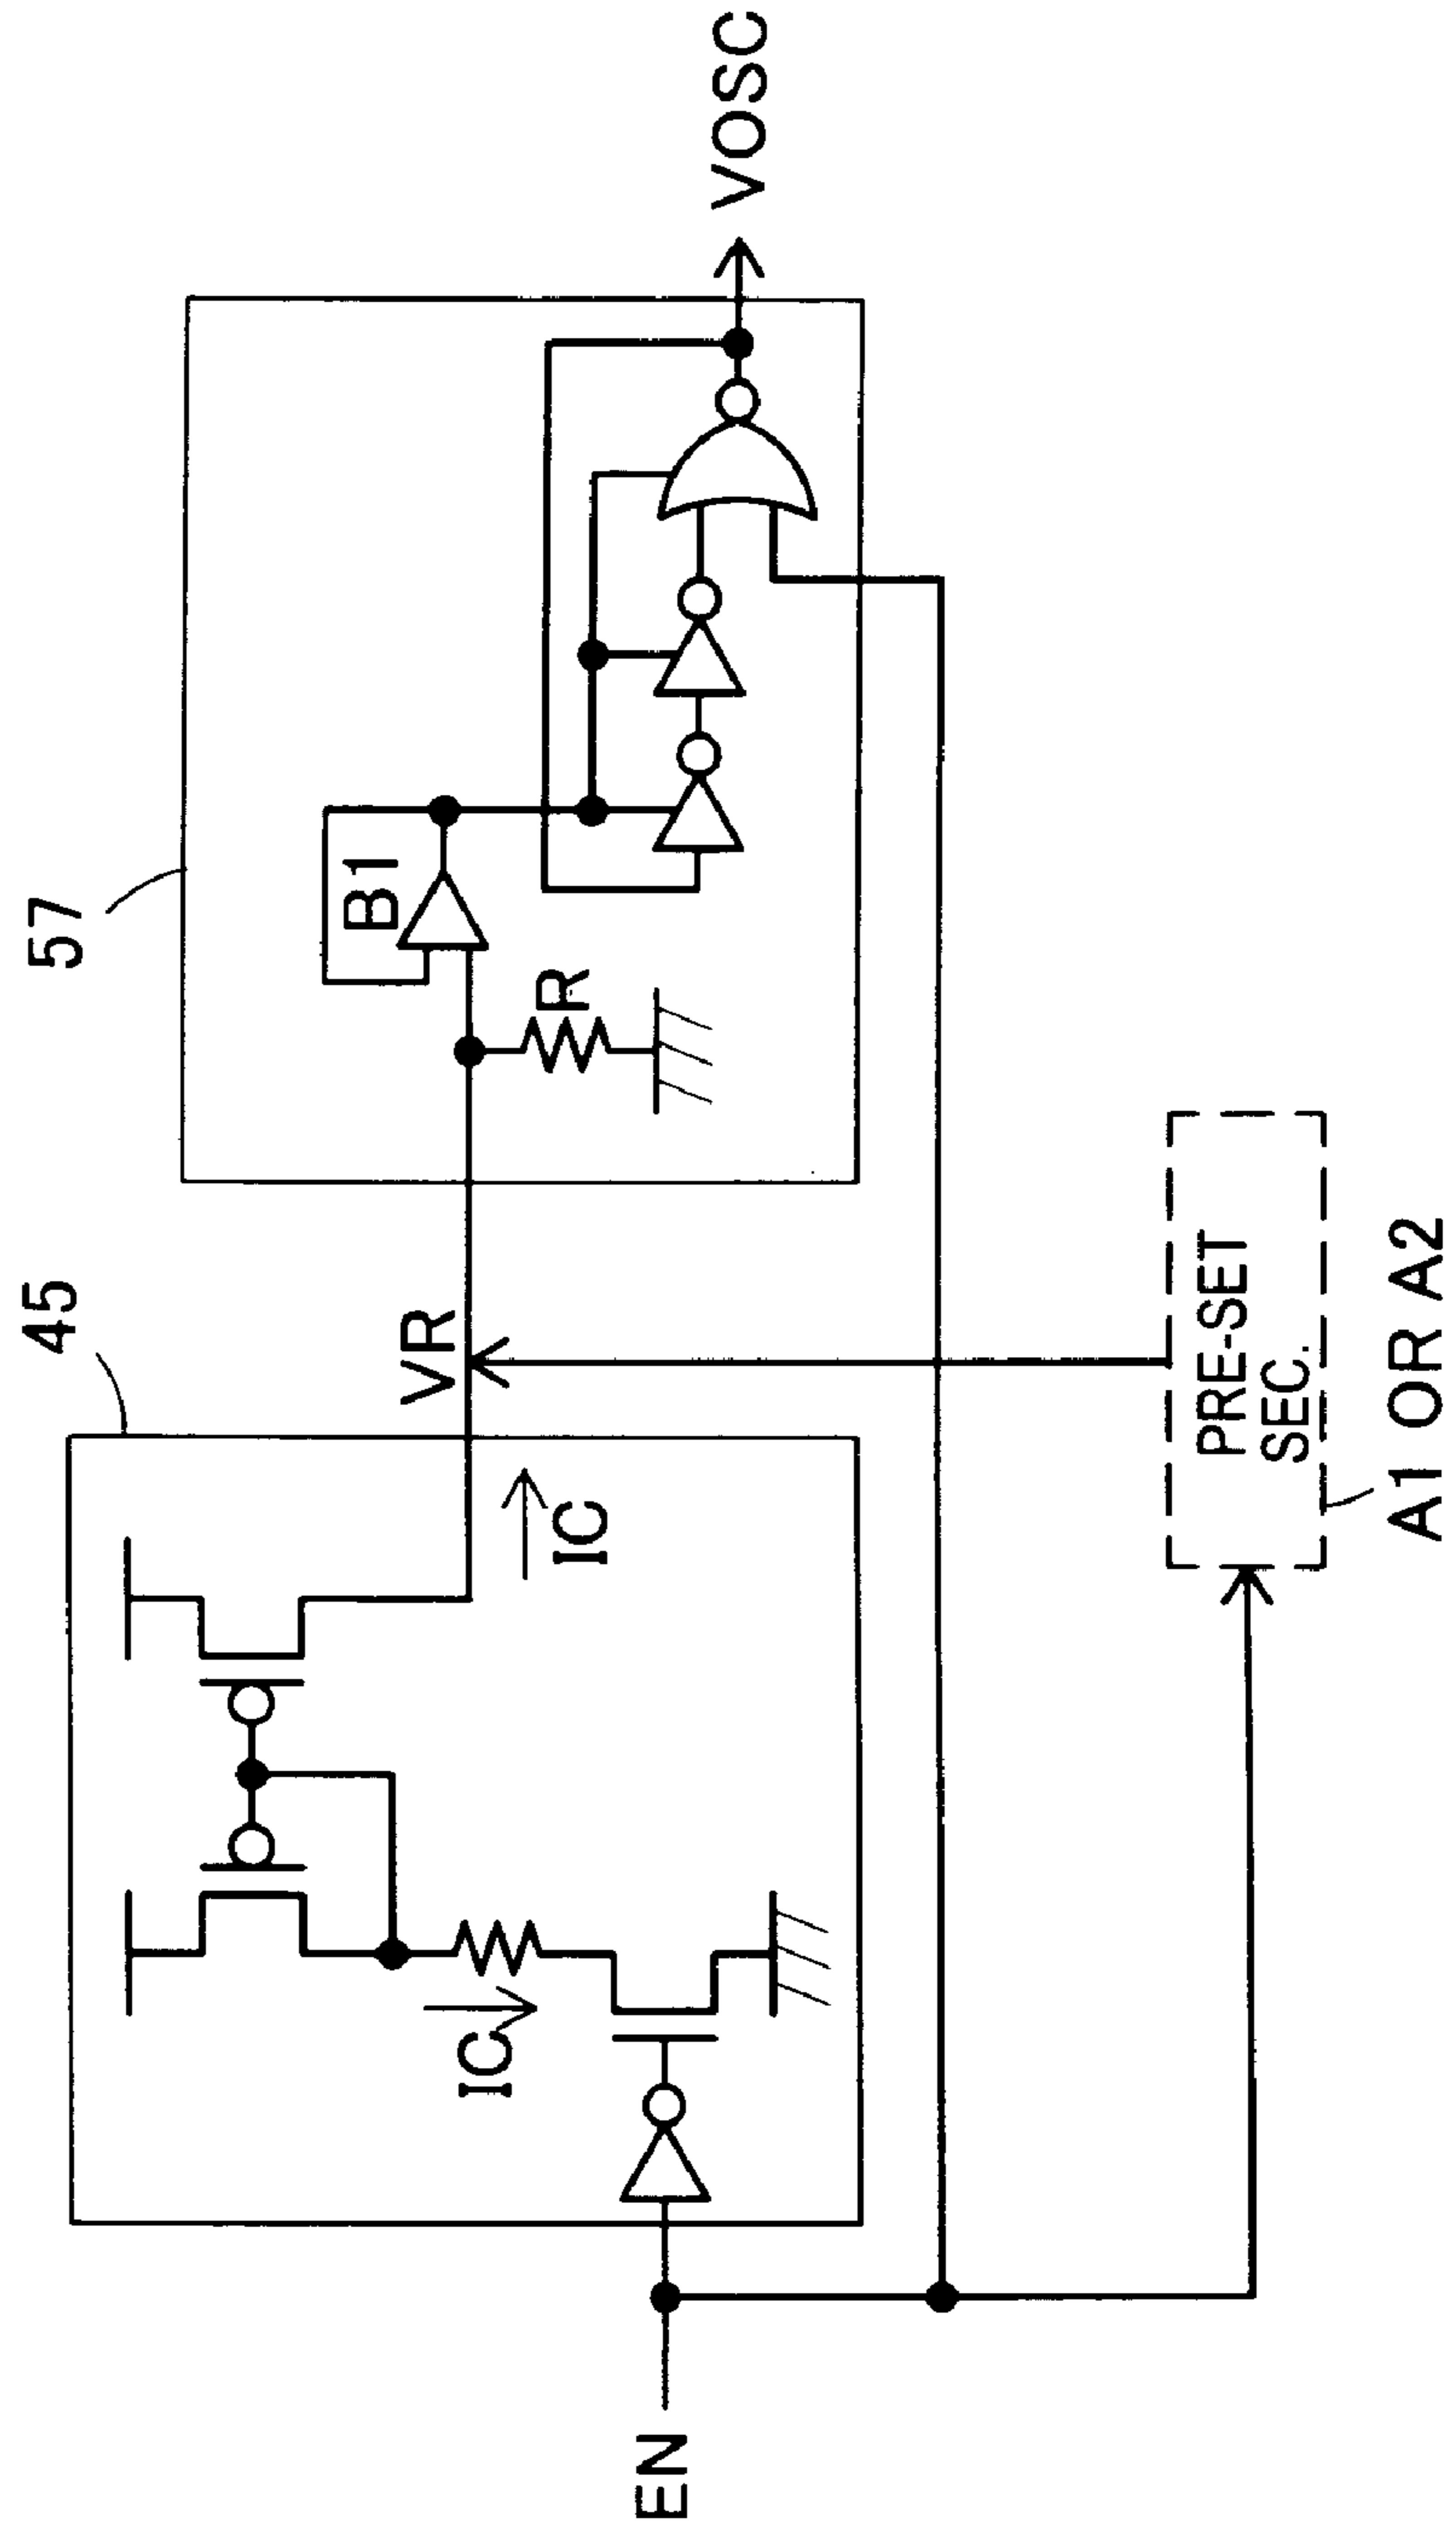 45
57
IC
IC
VR
B1
R
VOSC
EN
PRE-SET
SEC.
A1 OR A2